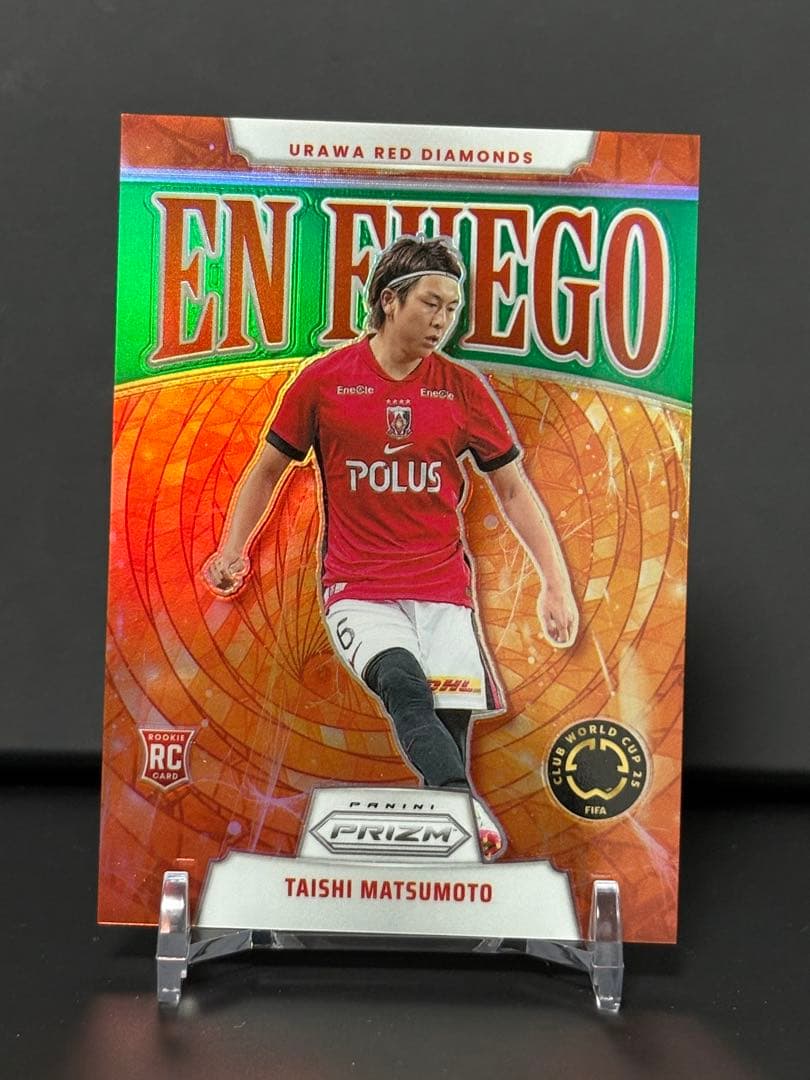 URAWA RED DIAMONDS
EN FUEGO
EneCle
EneCle
POLUS
6
DHL
ROOKIE
RC
CARD
CLUB WORLD CUP 25
FIFA
PANINI
PRIZM
TAISHI MATSUMOTO